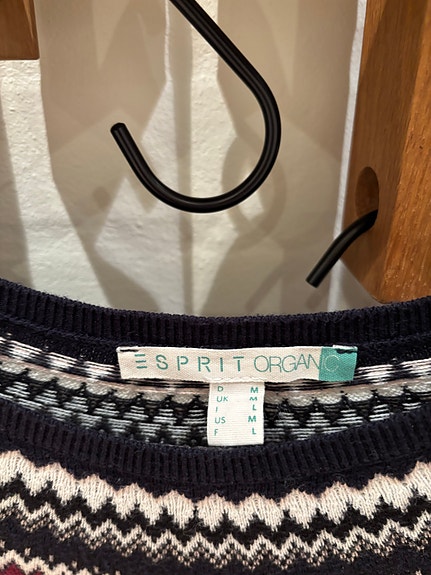 ESPRIT ORGANIC
D M
UK M
I L
US M
F L